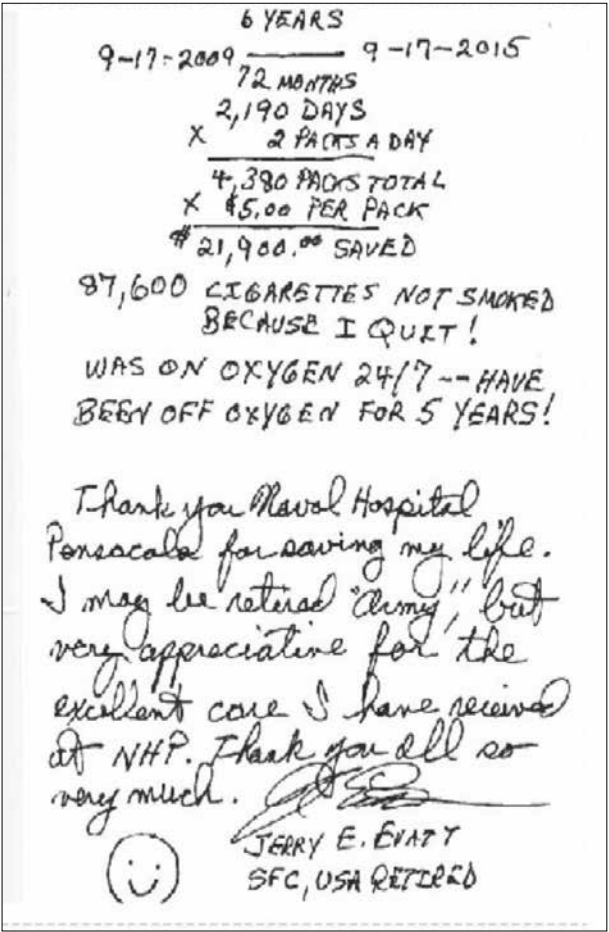 6 YEARS
9-17-2009 — 9-17-2015
72 MONTHS
2,190 DAYS
X 2 PACKS A DAY
4,380 PACKS TOTAL
X $5.00 PER PACK
$21,900.00 SAVED
87,600 CIGARETTES NOT SMOKED
BECAUSE I QUIT!
WAS ON OXYGEN 24/7 -- HAVE
BEEN OFF OXYGEN FOR 5 YEARS!
Thank you Naval Hospital
Pensacola for saving my life.
I may be retired "Army", but
very appreciative for the
excellent care I have received
at NHP. Thank you all so
very much.
JERRY E. EVATT
SFC, USA RETIRED